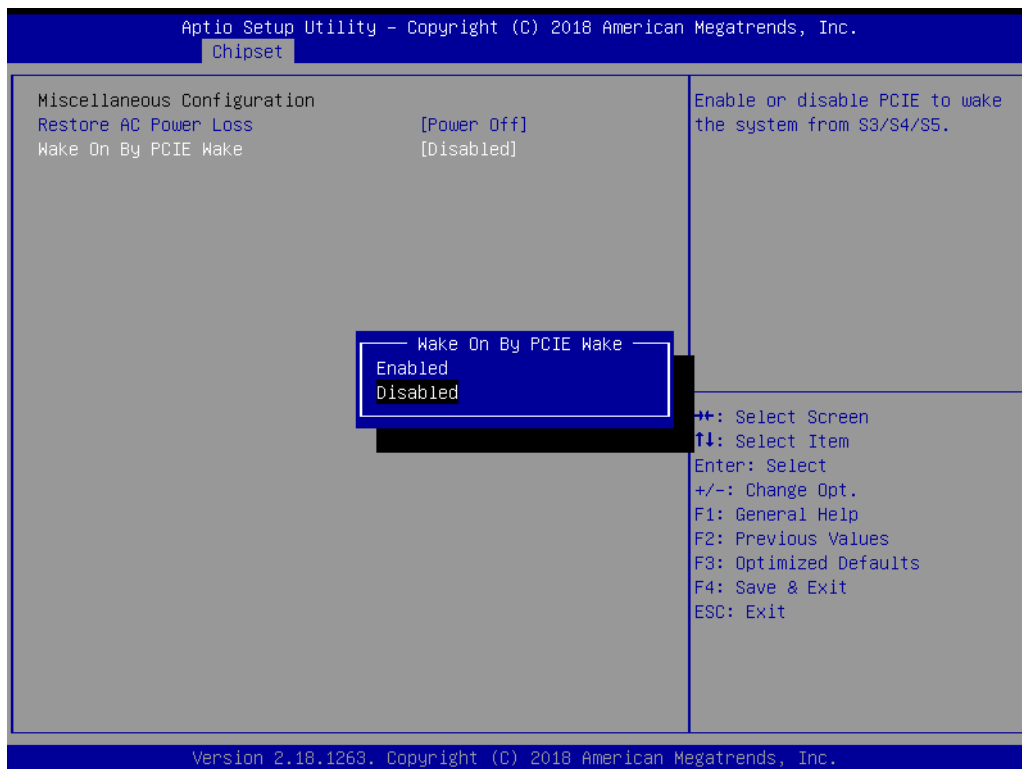 Aptio Setup Utility – Copyright (C) 2018 American Megatrends, Inc.
Chipset
Miscellaneous Configuration
Restore AC Power Loss [Power Off]
Wake On By PCIE Wake [Disabled]
Enable or disable PCIE to wake
the system from S3/S4/S5.
Wake On By PCIE Wake
Enabled
Disabled
→←: Select Screen
↑↓: Select Item
Enter: Select
+/-: Change Opt.
F1: General Help
F2: Previous Values
F3: Optimized Defaults
F4: Save & Exit
ESC: Exit
Version 2.18.1263. Copyright (C) 2018 American Megatrends, Inc.